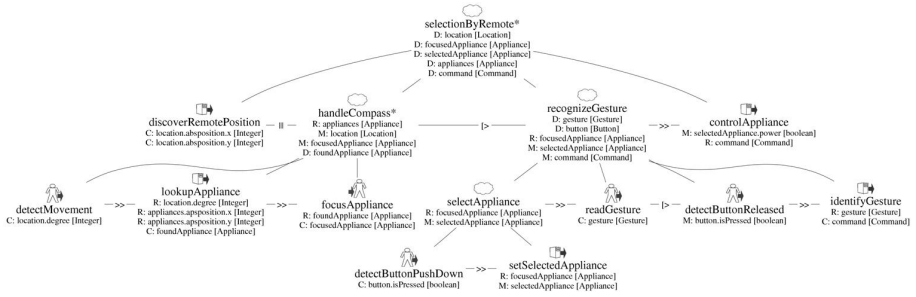 selectionByRemote*
D: location [Location]
D: focusedAppliance [Appliance]
D: selectedAppliance [Appliance]
D: appliances [Appliance]
D: command [Command]
discoverRemotePosition
C: location.absposition.x [Integer]
C: location.absposition.y [Integer]
||
handleCompass*
R: appliances [Appliance]
M: location [Location]
M: focusedAppliance [Appliance]
D: foundAppliance [Appliance]
|>
recognizeGesture
D: gesture [Gesture]
D: button [Button]
R: focusedAppliance [Appliance]
M: selectedAppliance [Appliance]
M: command [Command]
>>
controlAppliance
M: selectedAppliance.power [boolean]
R: command [Command]
detectMovement
C: location.degree [Integer]
>>
lookupAppliance
R: location.degree [Integer]
R: appliances.apsposition.x [Integer]
R: appliances.apsposition.y [Integer]
C: foundAppliance [Appliance]
>>
focusAppliance
R: foundAppliance [Appliance]
C: focusedAppliance [Appliance]
selectAppliance
R: focusedAppliance [Appliance]
M: selectedAppliance [Appliance]
>>
readGesture
C: gesture [Gesture]
|>
detectButtonReleased
M: button.isPressed [boolean]
>>
identifyGesture
R: gesture [Gesture]
C: command [Command]
detectButtonPushDown
C: button.isPressed [boolean]
>>
setSelectedAppliance
R: focusedAppliance [Appliance]
M: selectedAppliance [Appliance]